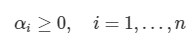 αᵢ ≥ 0, i = 1, . . . , n